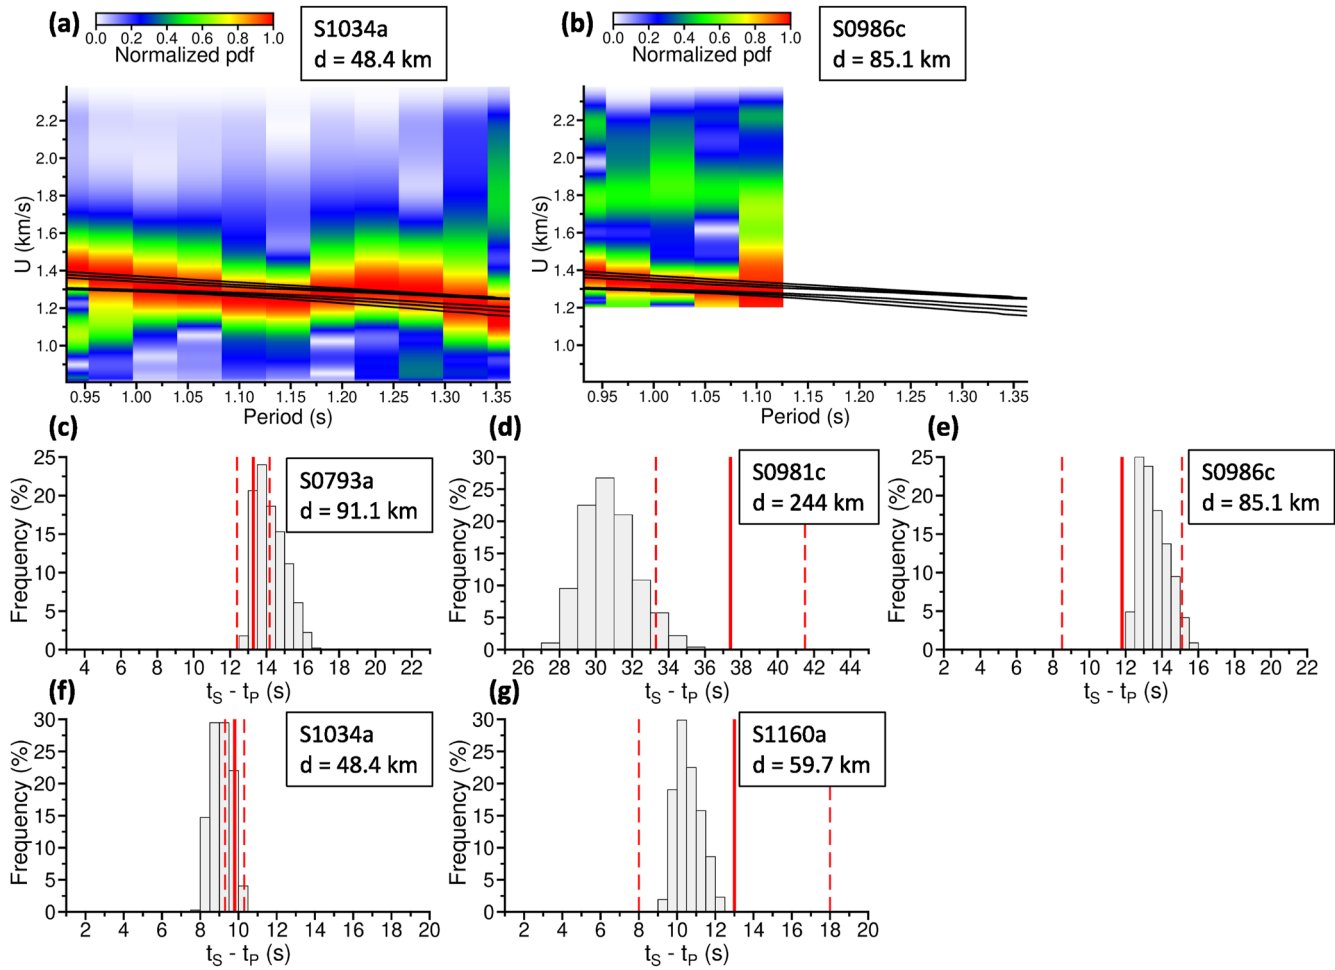 (a)
0.0 0.2 0.4 0.6 0.8 1.0
Normalized pdf
S1034a
d = 48.4 km
(b)
0.0 0.2 0.4 0.6 0.8 1.0
Normalized pdf
S0986c
d = 85.1 km
U (km/s)
2.2
2.0
1.8
1.6
1.4
1.2
1.0
0.95 1.00 1.05 1.10 1.15 1.20 1.25 1.30 1.35
Period (s)
U (km/s)
2.2
2.0
1.8
1.6
1.4
1.2
1.0
0.95 1.00 1.05 1.10 1.15 1.20 1.25 1.30 1.35
Period (s)
(c)
Frequency (%)
25
20
15
10
5
0
S0793a
d = 91.1 km
4 6 8 10 12 14 16 18 20 22
tS - tP (s)
(d)
Frequency (%)
30
25
20
15
10
5
0
S0981c
d = 244 km
26 28 30 32 34 36 38 40 42 44
tS - tP (s)
(e)
Frequency (%)
25
20
15
10
5
0
S0986c
d = 85.1 km
2 4 6 8 10 12 14 16 18 20 22
tS - tP (s)
(f)
Frequency (%)
30
25
20
15
10
5
0
S1034a
d = 48.4 km
2 4 6 8 10 12 14 16 18 20
tS - tP (s)
(g)
Frequency (%)
30
25
20
15
10
5
0
S1160a
d = 59.7 km
2 4 6 8 10 12 14 16 18 20
tS - tP (s)